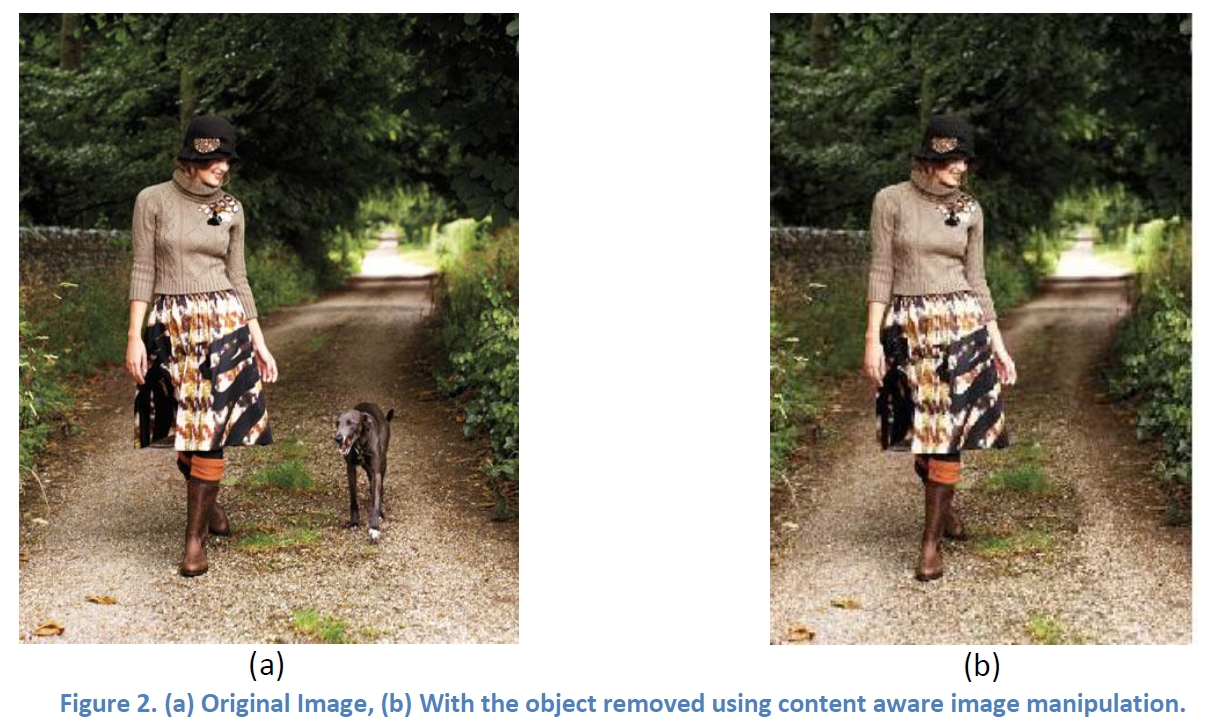 (a)
(b)
Figure 2. (a) Original Image, (b) With the object removed using content aware image manipulation.